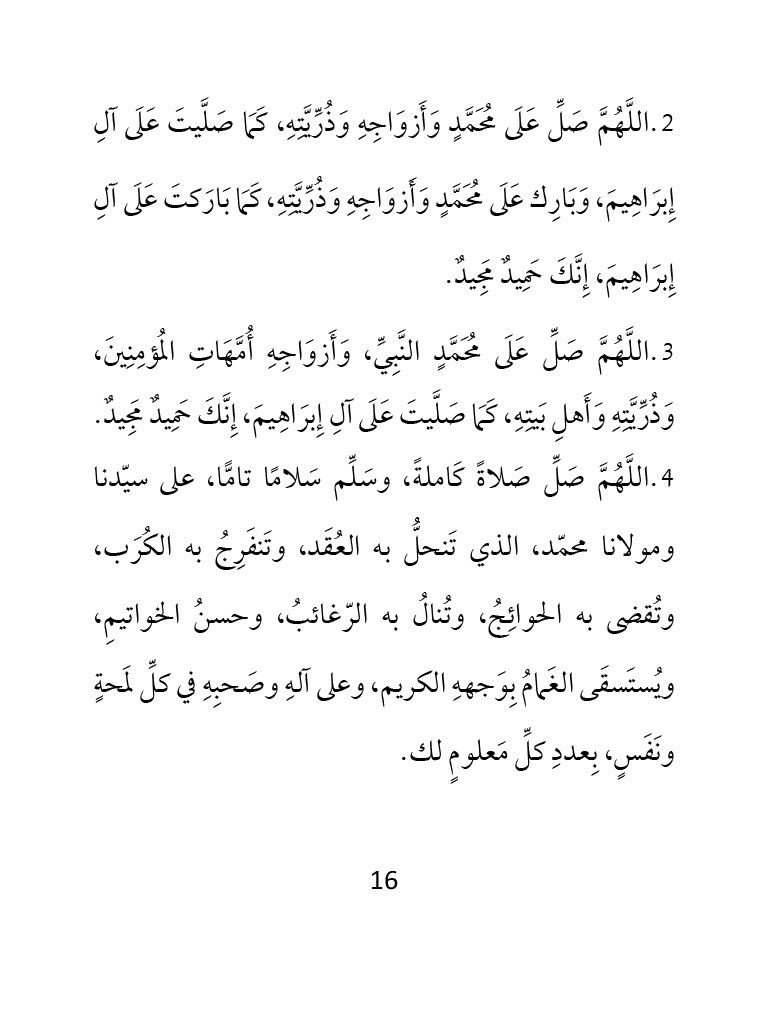 2.اللَّهُمَّ صَلِّ عَلَى مُحَمَّدٍ وَأَزوَاجِهِ وَذُرِّيَّتِهِ، كَمَا صَلَّيتَ عَلَى آلِ
إِبرَاهِيمَ، وَبَارِك عَلَى مُحَمَّدٍ وَأَزوَاجِهِ وَذُرِّيَّتِهِ، كَمَا بَارَكتَ عَلَى آلِ
إِبرَاهِيمَ، إِنَّكَ حَمِيدٌ مَجِيدٌ.
3.اللَّهُمَّ صَلِّ عَلَى مُحَمَّدٍ النَّبِيِّ، وَأَزوَاجِهِ أُمَّهَاتِ المُؤمِنِينَ،
وَذُرِّيَّتِهِ وَأَهلِ بَيتِهِ، كَمَا صَلَّيتَ عَلَى آلِ إِبرَاهِيمَ، إِنَّكَ حَمِيدٌ مَجِيدٌ.
4.اللَّهُمَّ صَلِّ صَلاةً كَاملةً، وسَلِّم سَلامًا تامًّا، على سيّدنا
ومولانا محمّد، الذي تَنحلُّ به العُقَد، وتَنفَرِجُ به الكُرَب،
وتُقضى به الحوائِجُ، وتُنالُ به الرّغائبُ، وحسنُ الخواتيمِ،
ويُستَسقَى الغَمامُ بِوَجههِ الكريم، وعلى آلهِ وصَحبِهِ في كلِّ لَمحةٍ
ونَفَسٍ، بِعددِ كلِّ مَعلومٍ لك.
16